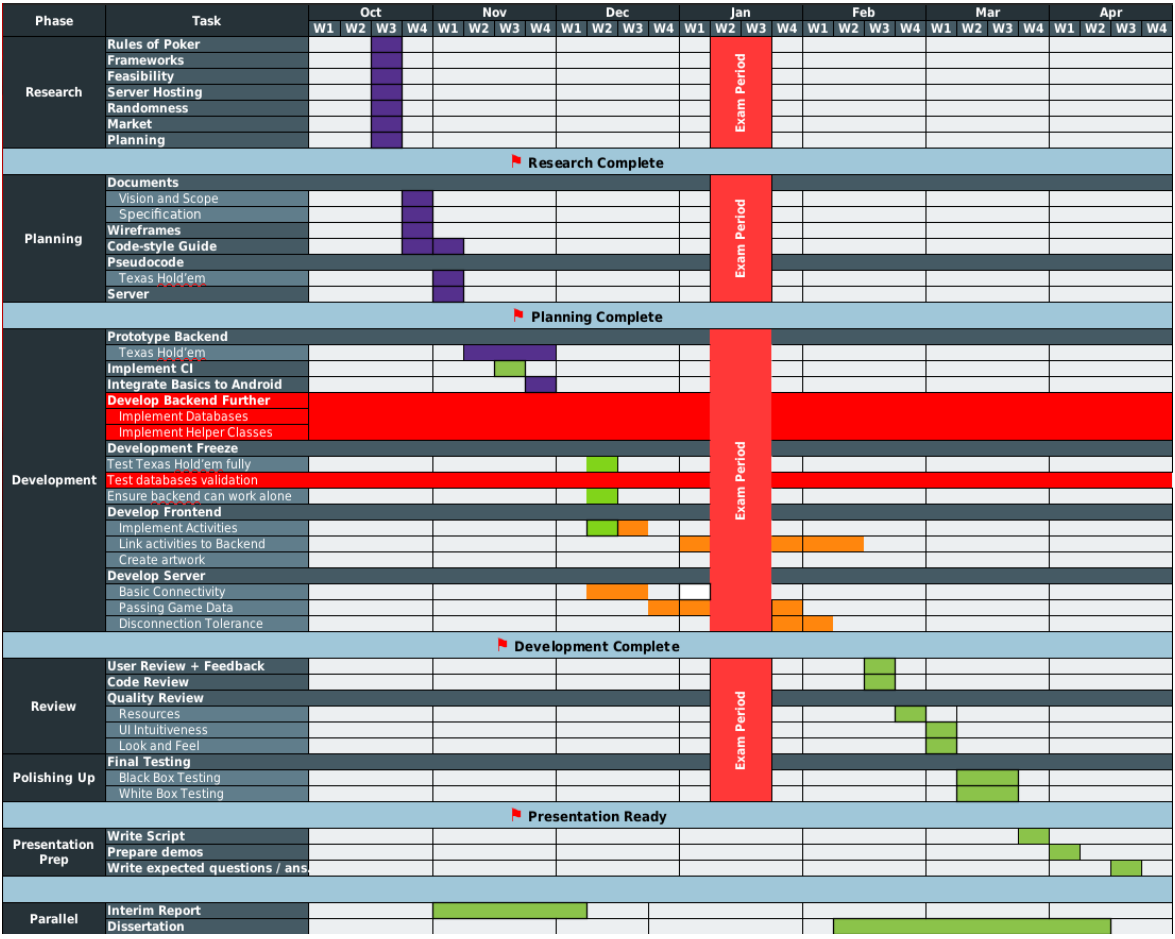 Phase Task Oct Nov Dec Jan Feb Mar Apr
W1 W2 W3 W4 W1 W2 W3 W4 W1 W2 W3 W4 W1 W2 W3 W4 W1 W2 W3 W4 W1 W2 W3 W4 W1 W2 W3 W4
Research
Rules of Poker
Frameworks
Feasibility
Server Hosting
Randomness
Market
Planning
Exam Period
Research Complete
Planning
Documents
Vision and Scope
Specification
Wireframes
Code-style Guide
Pseudocode
Texas Hold'em
Server
Exam Period
Planning Complete
Development
Prototype Backend
Texas Hold'em
Implement CI
Integrate Basics to Android
Develop Backend Further
Implement Databases
Implement Helper Classes
Development Freeze
Test Texas Hold'em fully
Test databases validation
Ensure backend can work alone
Develop Frontend
Implement Activities
Link activities to Backend
Create artwork
Develop Server
Basic Connectivity
Passing Game Data
Disconnection Tolerance
Exam Period
Development Complete
Review
User Review + Feedback
Code Review
Quality Review
Resources
UI Intuitiveness
Look and Feel
Polishing Up
Final Testing
Black Box Testing
White Box Testing
Exam Period
Presentation Ready
Presentation
Prep
Write Script
Prepare demos
Write expected questions / ans
Parallel
Interim Report
Dissertation